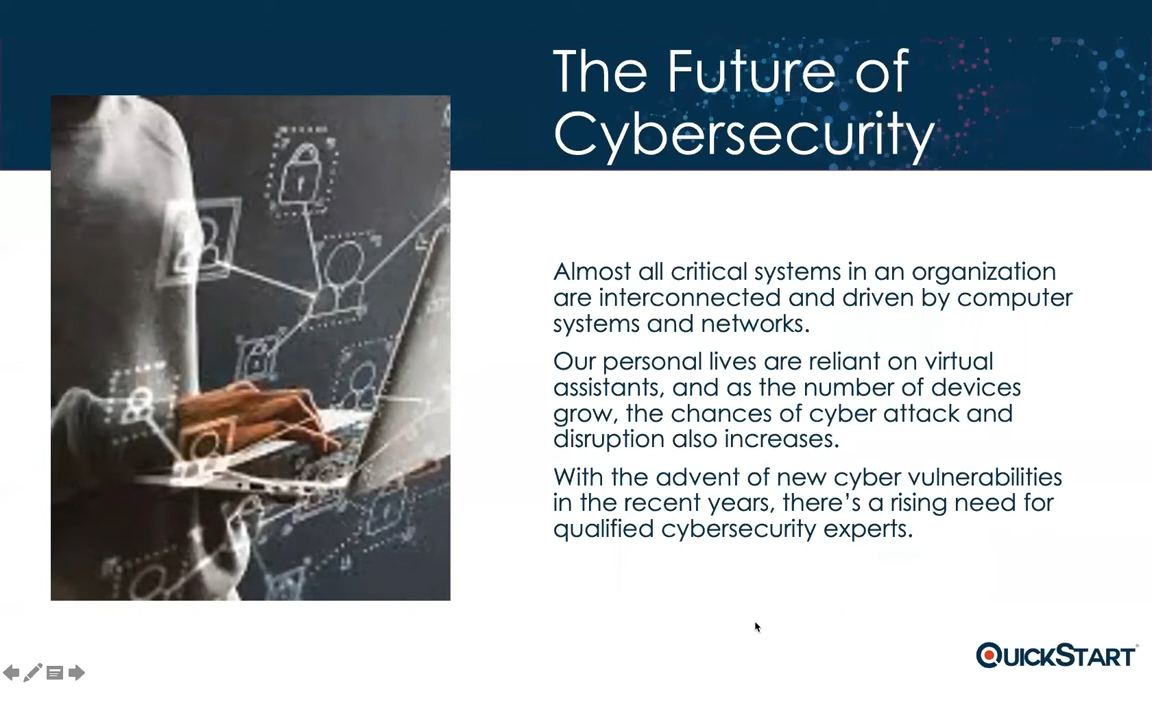 The Future of
Cybersecurity
Almost all critical systems in an organization
are interconnected and driven by computer
systems and networks.
Our personal lives are reliant on virtual
assistants, and as the number of devices
grow, the chances of cyber attack and
disruption also increases.
With the advent of new cyber vulnerabilities
in the recent years, there’s a rising need for
qualified cybersecurity experts.
QUICKSTART